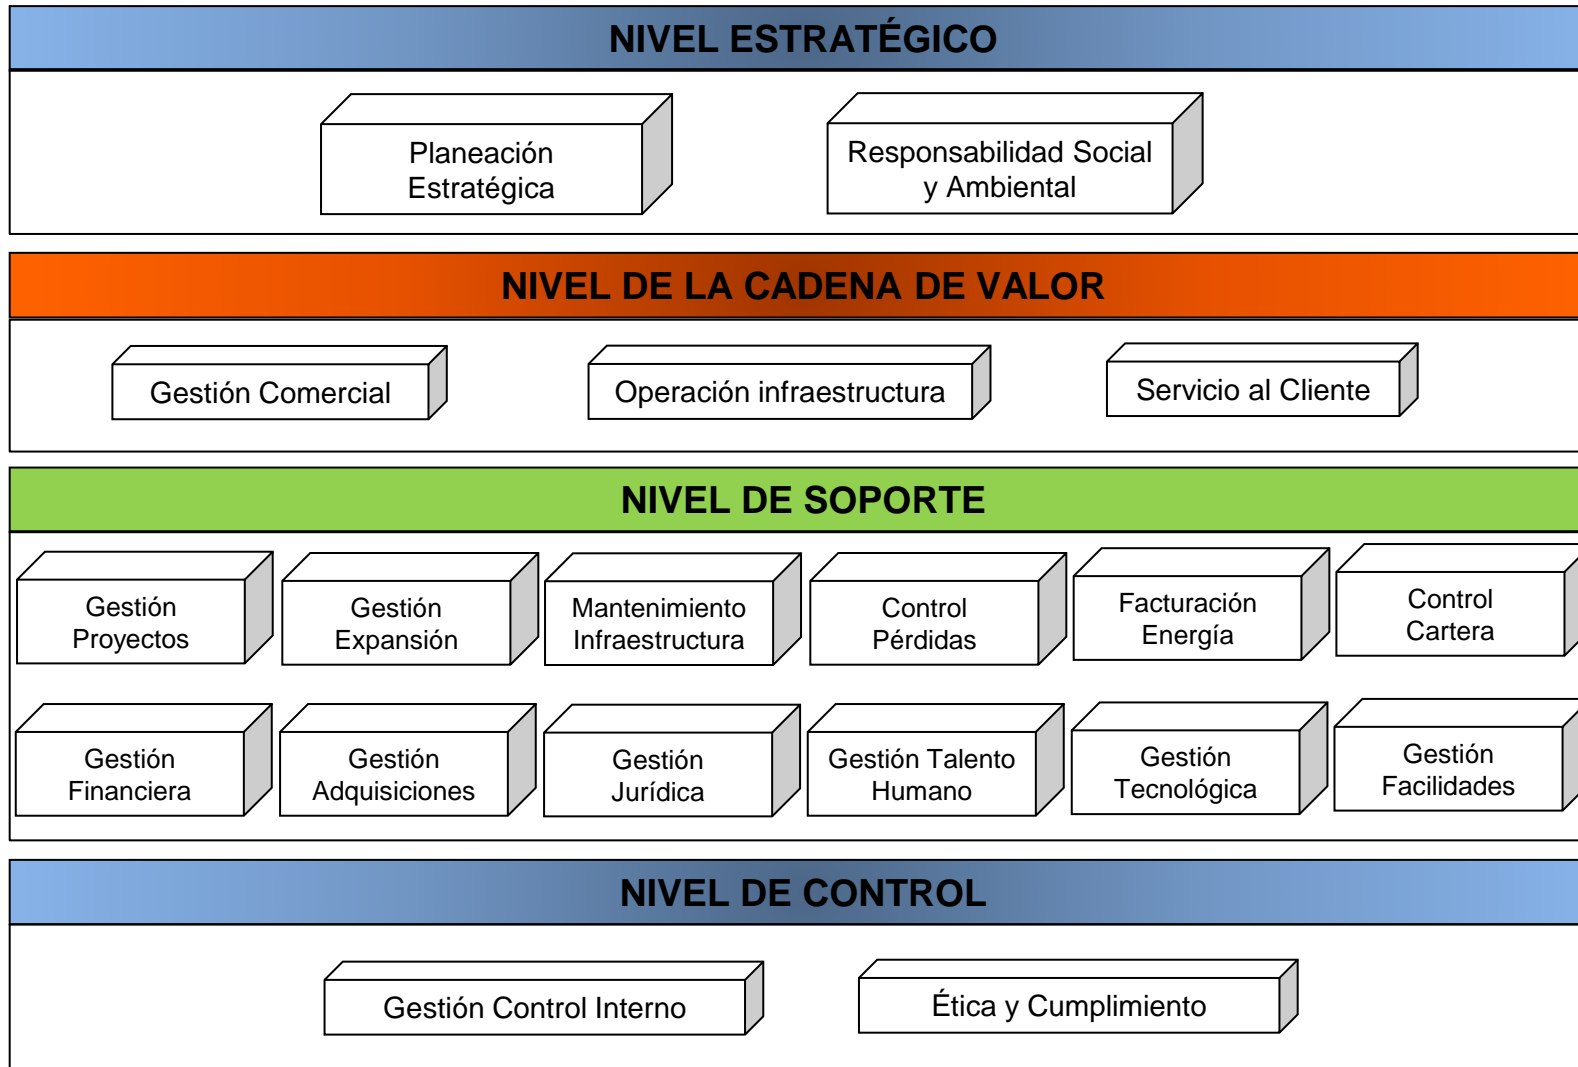 NIVEL ESTRATÉGICO
Planeación
Estratégica
Responsabilidad Social
y Ambiental
NIVEL DE LA CADENA DE VALOR
Gestión Comercial
Operación infraestructura
Servicio al Cliente
NIVEL DE SOPORTE
Gestión
Proyectos
Gestión
Expansión
Mantenimiento
Infraestructura
Control
Pérdidas
Facturación
Energía
Control
Cartera
Gestión
Financiera
Gestión
Adquisiciones
Gestión
Jurídica
Gestión Talento
Humano
Gestión
Tecnológica
Gestión
Facilidades
NIVEL DE CONTROL
Gestión Control Interno
Ética y Cumplimiento